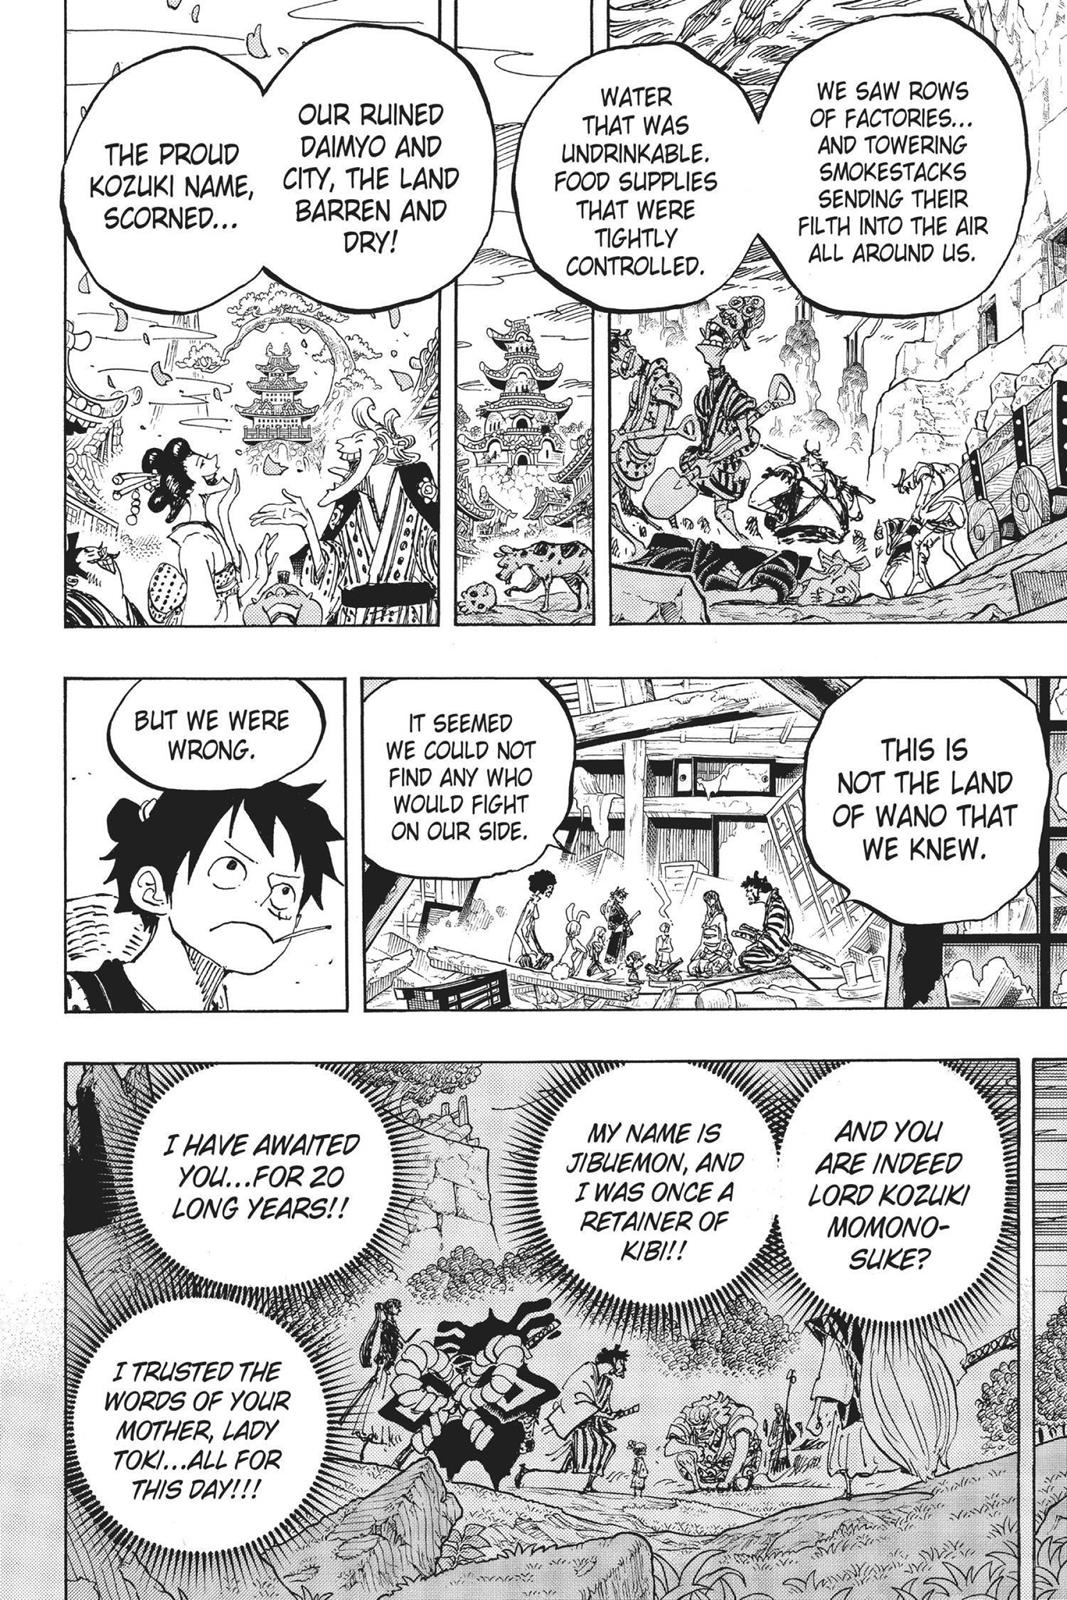 WE SAW ROWS
OF FACTORIES...
AND TOWERING
SMOKESTACKS
SENDING THEIR
FILTH INTO THE AIR
ALL AROUND US.
WATER
THAT WAS
UNDRINKABLE.
FOOD SUPPLIES
THAT WERE
TIGHTLY
CONTROLLED.
OUR RUINED
DAIMYO AND
CITY, THE LAND
BARREN AND
DRY!
THE PROUD
KOZUKI NAME,
SCORNED...
THIS IS
NOT THE LAND
OF WANO THAT
WE KNEW.
IT SEEMED
WE COULD NOT
FIND ANY WHO
WOULD FIGHT
ON OUR SIDE.
BUT WE WERE
WRONG.
AND YOU
ARE INDEED
LORD KOZUKI
MOMONO-
SUKE?
MY NAME IS
JIBUEMON, AND
I WAS ONCE A
RETAINER OF
KIBI!!
I HAVE AWAITED
YOU...FOR 20
LONG YEARS!!
I TRUSTED THE
WORDS OF YOUR
MOTHER, LADY
TOKI...ALL FOR
THIS DAY!!!